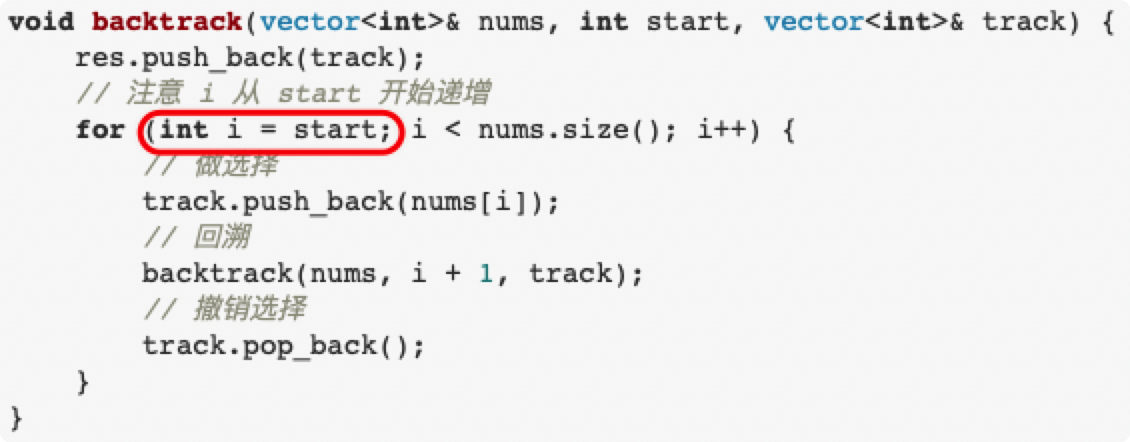 void backtrack(vector<int>& nums, int start, vector<int>& track) {
    res.push_back(track);
    // 注意 i 从 start 开始递增
    for (int i = start; i < nums.size(); i++) {
        // 做选择
        track.push_back(nums[i]);
        // 回溯
        backtrack(nums, i + 1, track);
        // 撤销选择
        track.pop_back();
    }
}